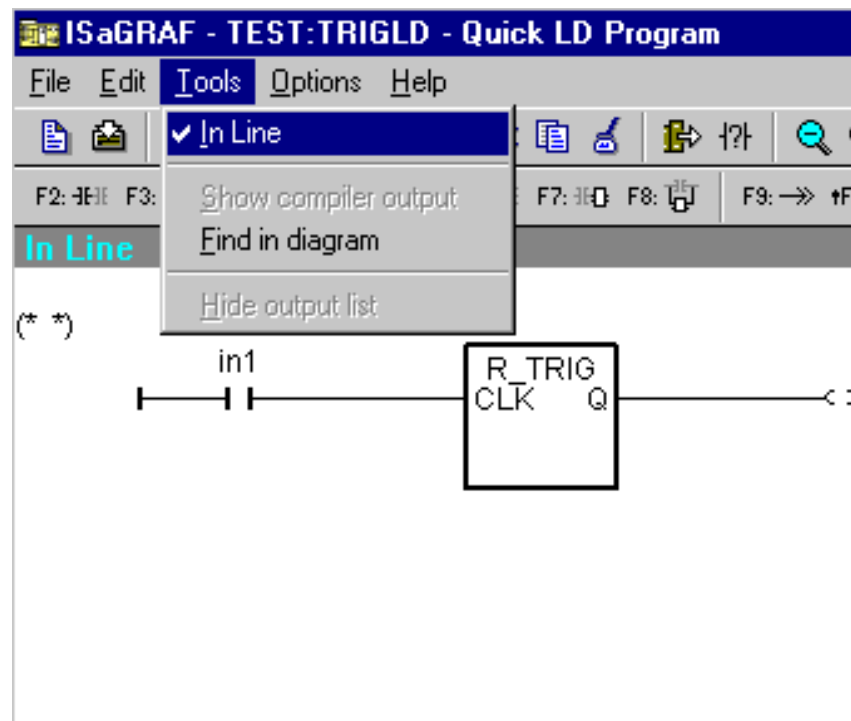 ISaGRAF - TEST:TRIGLD - Quick LD Program
File Edit Tools Options Help
In Line
F2: F3: F7: F8: F9:
Show compiler output
Find in diagram
In Line
Hide output list
(* *)
in1
R_TRIG
CLK Q